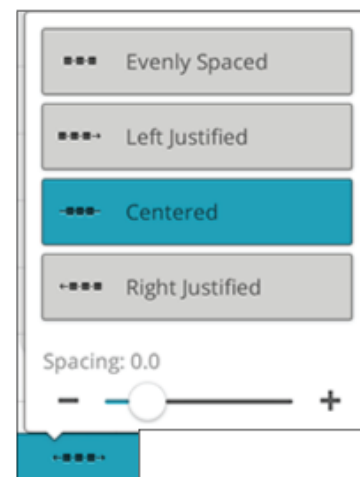 Evenly Spaced
Left Justified
Centered
Right Justified
Spacing: 0.0